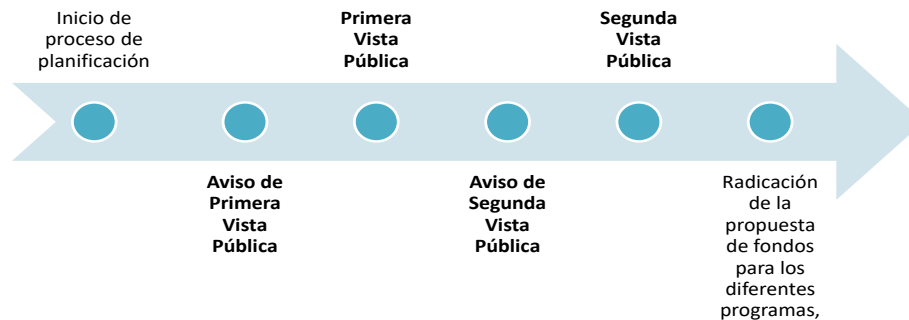 Inicio de
proceso de
planificación
Aviso de
Primera
Vista
Pública
Primera
Vista
Pública
Aviso de
Segunda
Vista
Pública
Segunda
Vista
Pública
Radicación
de la
propuesta
de fondos
para los
diferentes
programas,